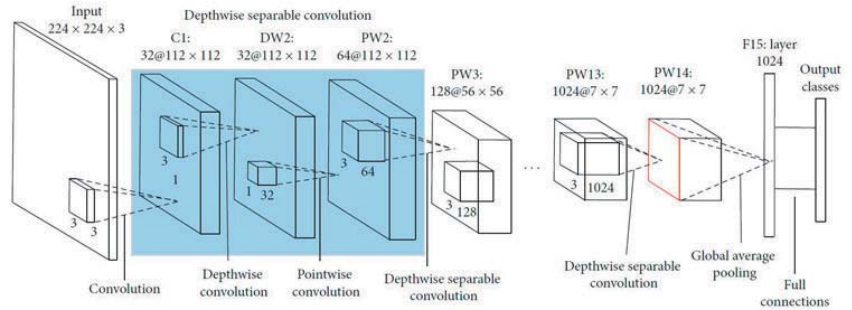 Input
224 × 224 × 3
Depthwise separable convolution
C1:
32@112 × 112
DW2:
32@112 × 112
PW2:
64@112 × 112
PW3:
128@56 × 56
PW13:
1024@7 × 7
PW14:
1024@7 × 7
F15: layer
1024
Output
classes
3
3
3
1
1
32
3
64
3
128
...
3
1024
Convolution
Depthwise
convolution
Pointwise
convolution
Depthwise separable
convolution
Depthwise separable
convolution
Global average
pooling
Full
connections